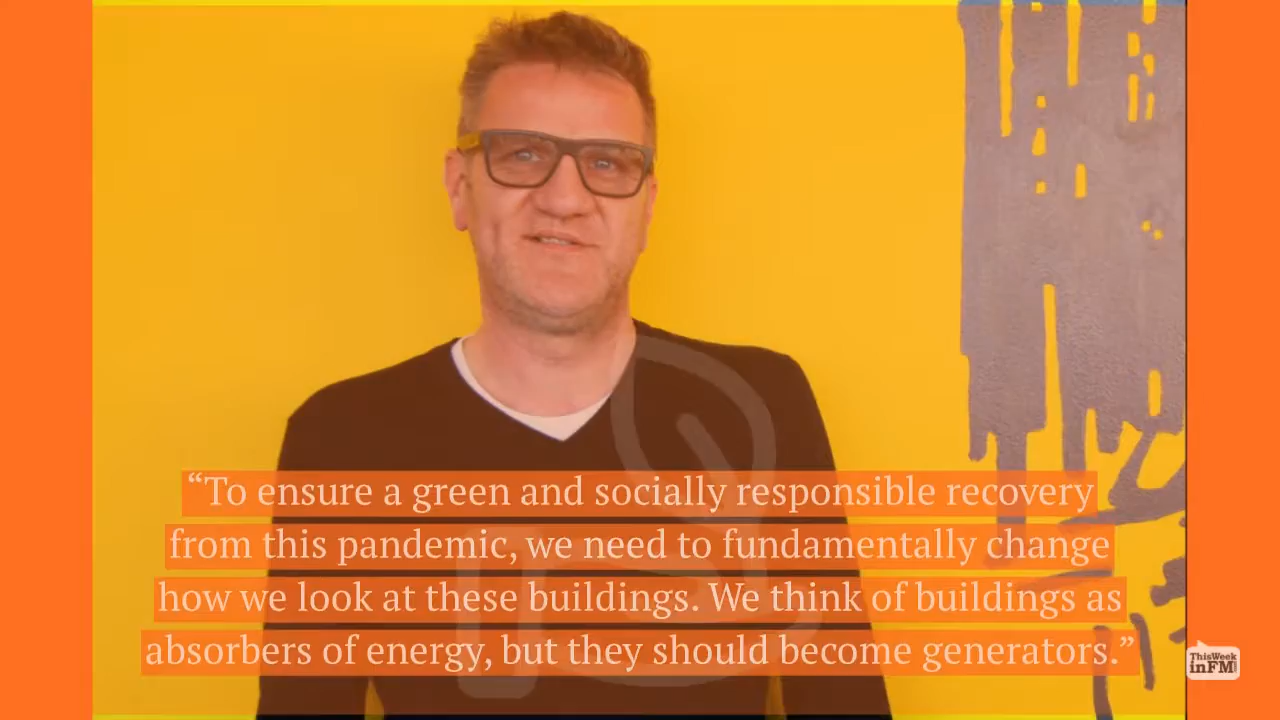 “To ensure a green and socially responsible recovery
from this pandemic, we need to fundamentally change
how we look at these buildings. We think of buildings as
absorbers of energy, but they should become generators.”
ThisWeek
inFM